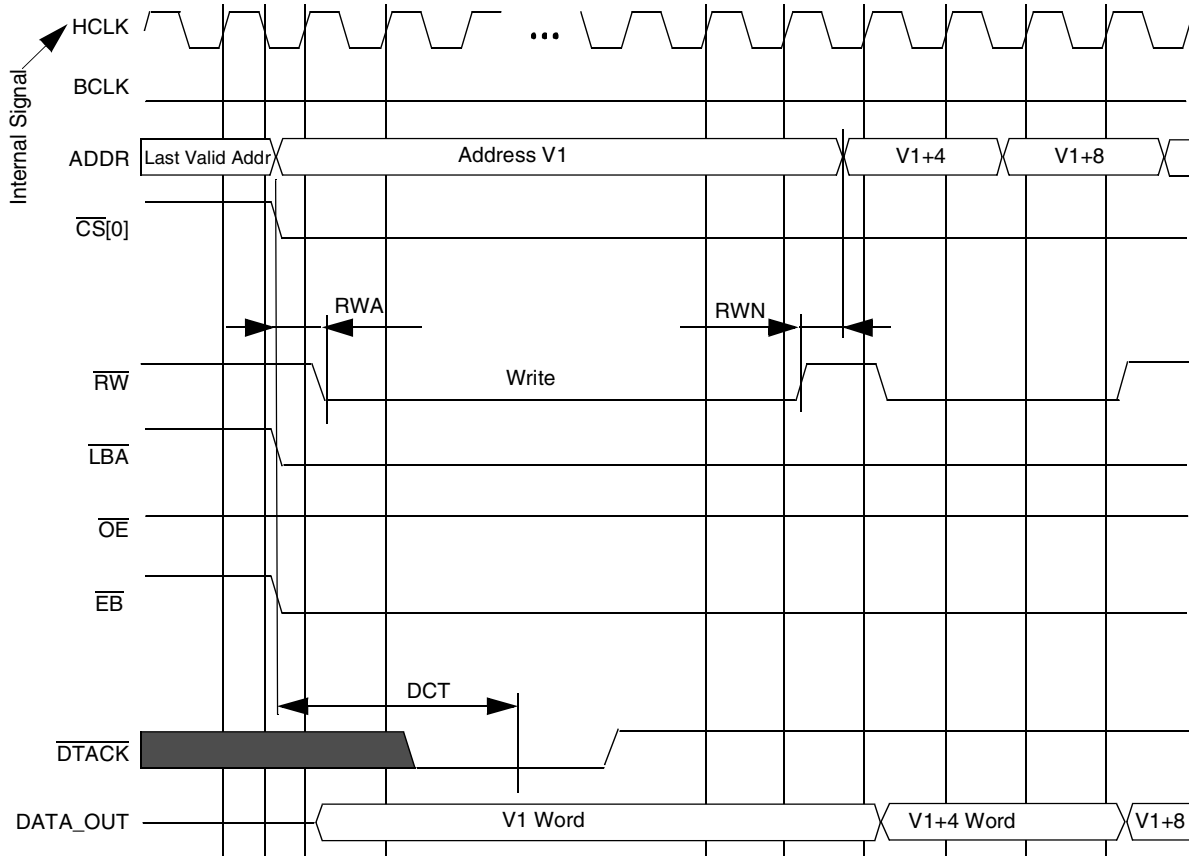 HCLK
...
Internal Signal
BCLK
ADDR
Last Valid Addr
Address V1
V1+4
V1+8
CS[0]
RWA
RWN
RW
Write
LBA
OE
EB
DCT
DTACK
DATA_OUT
V1 Word
V1+4 Word
V1+8